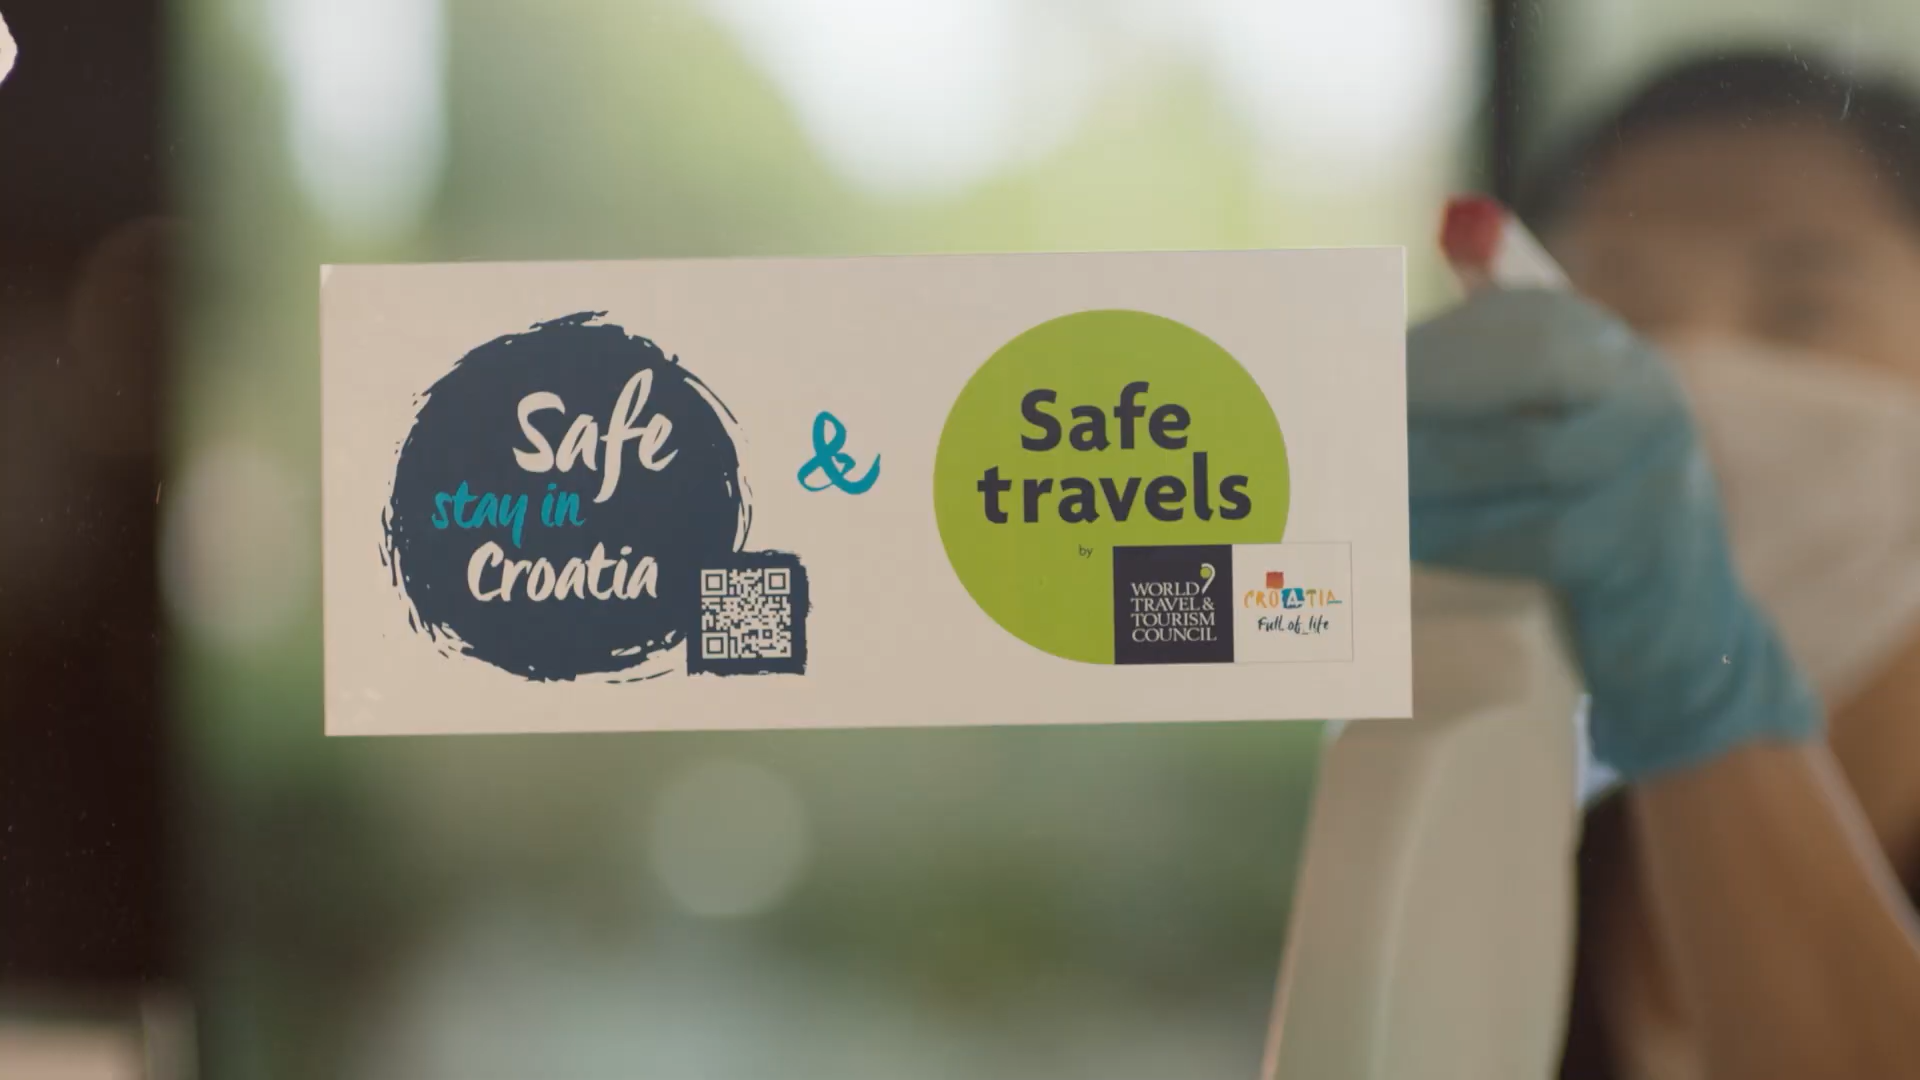 Safe
stay in
Croatia
&
Safe
travels
by
WORLD
TRAVEL &
TOURISM
COUNCIL
CROATIA
Full of life